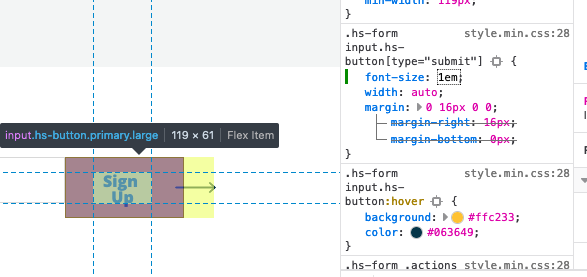 min-width: 119px;
}
.hs-form style.min.css:28
input.hs-
button[type="submit"] {
font-size: 1em;
width: auto;
margin: 0 16px 0 0;
margin-right: 16px;
margin-bottom: 0px;
}
input.hs-button.primary.large 119 × 61 Flex Item
Sign
Up
.hs-form style.min.css:28
input.hs-
button:hover {
background: #ffc233;
color: #063649;
}
.hs-form .actions style.min.css:28